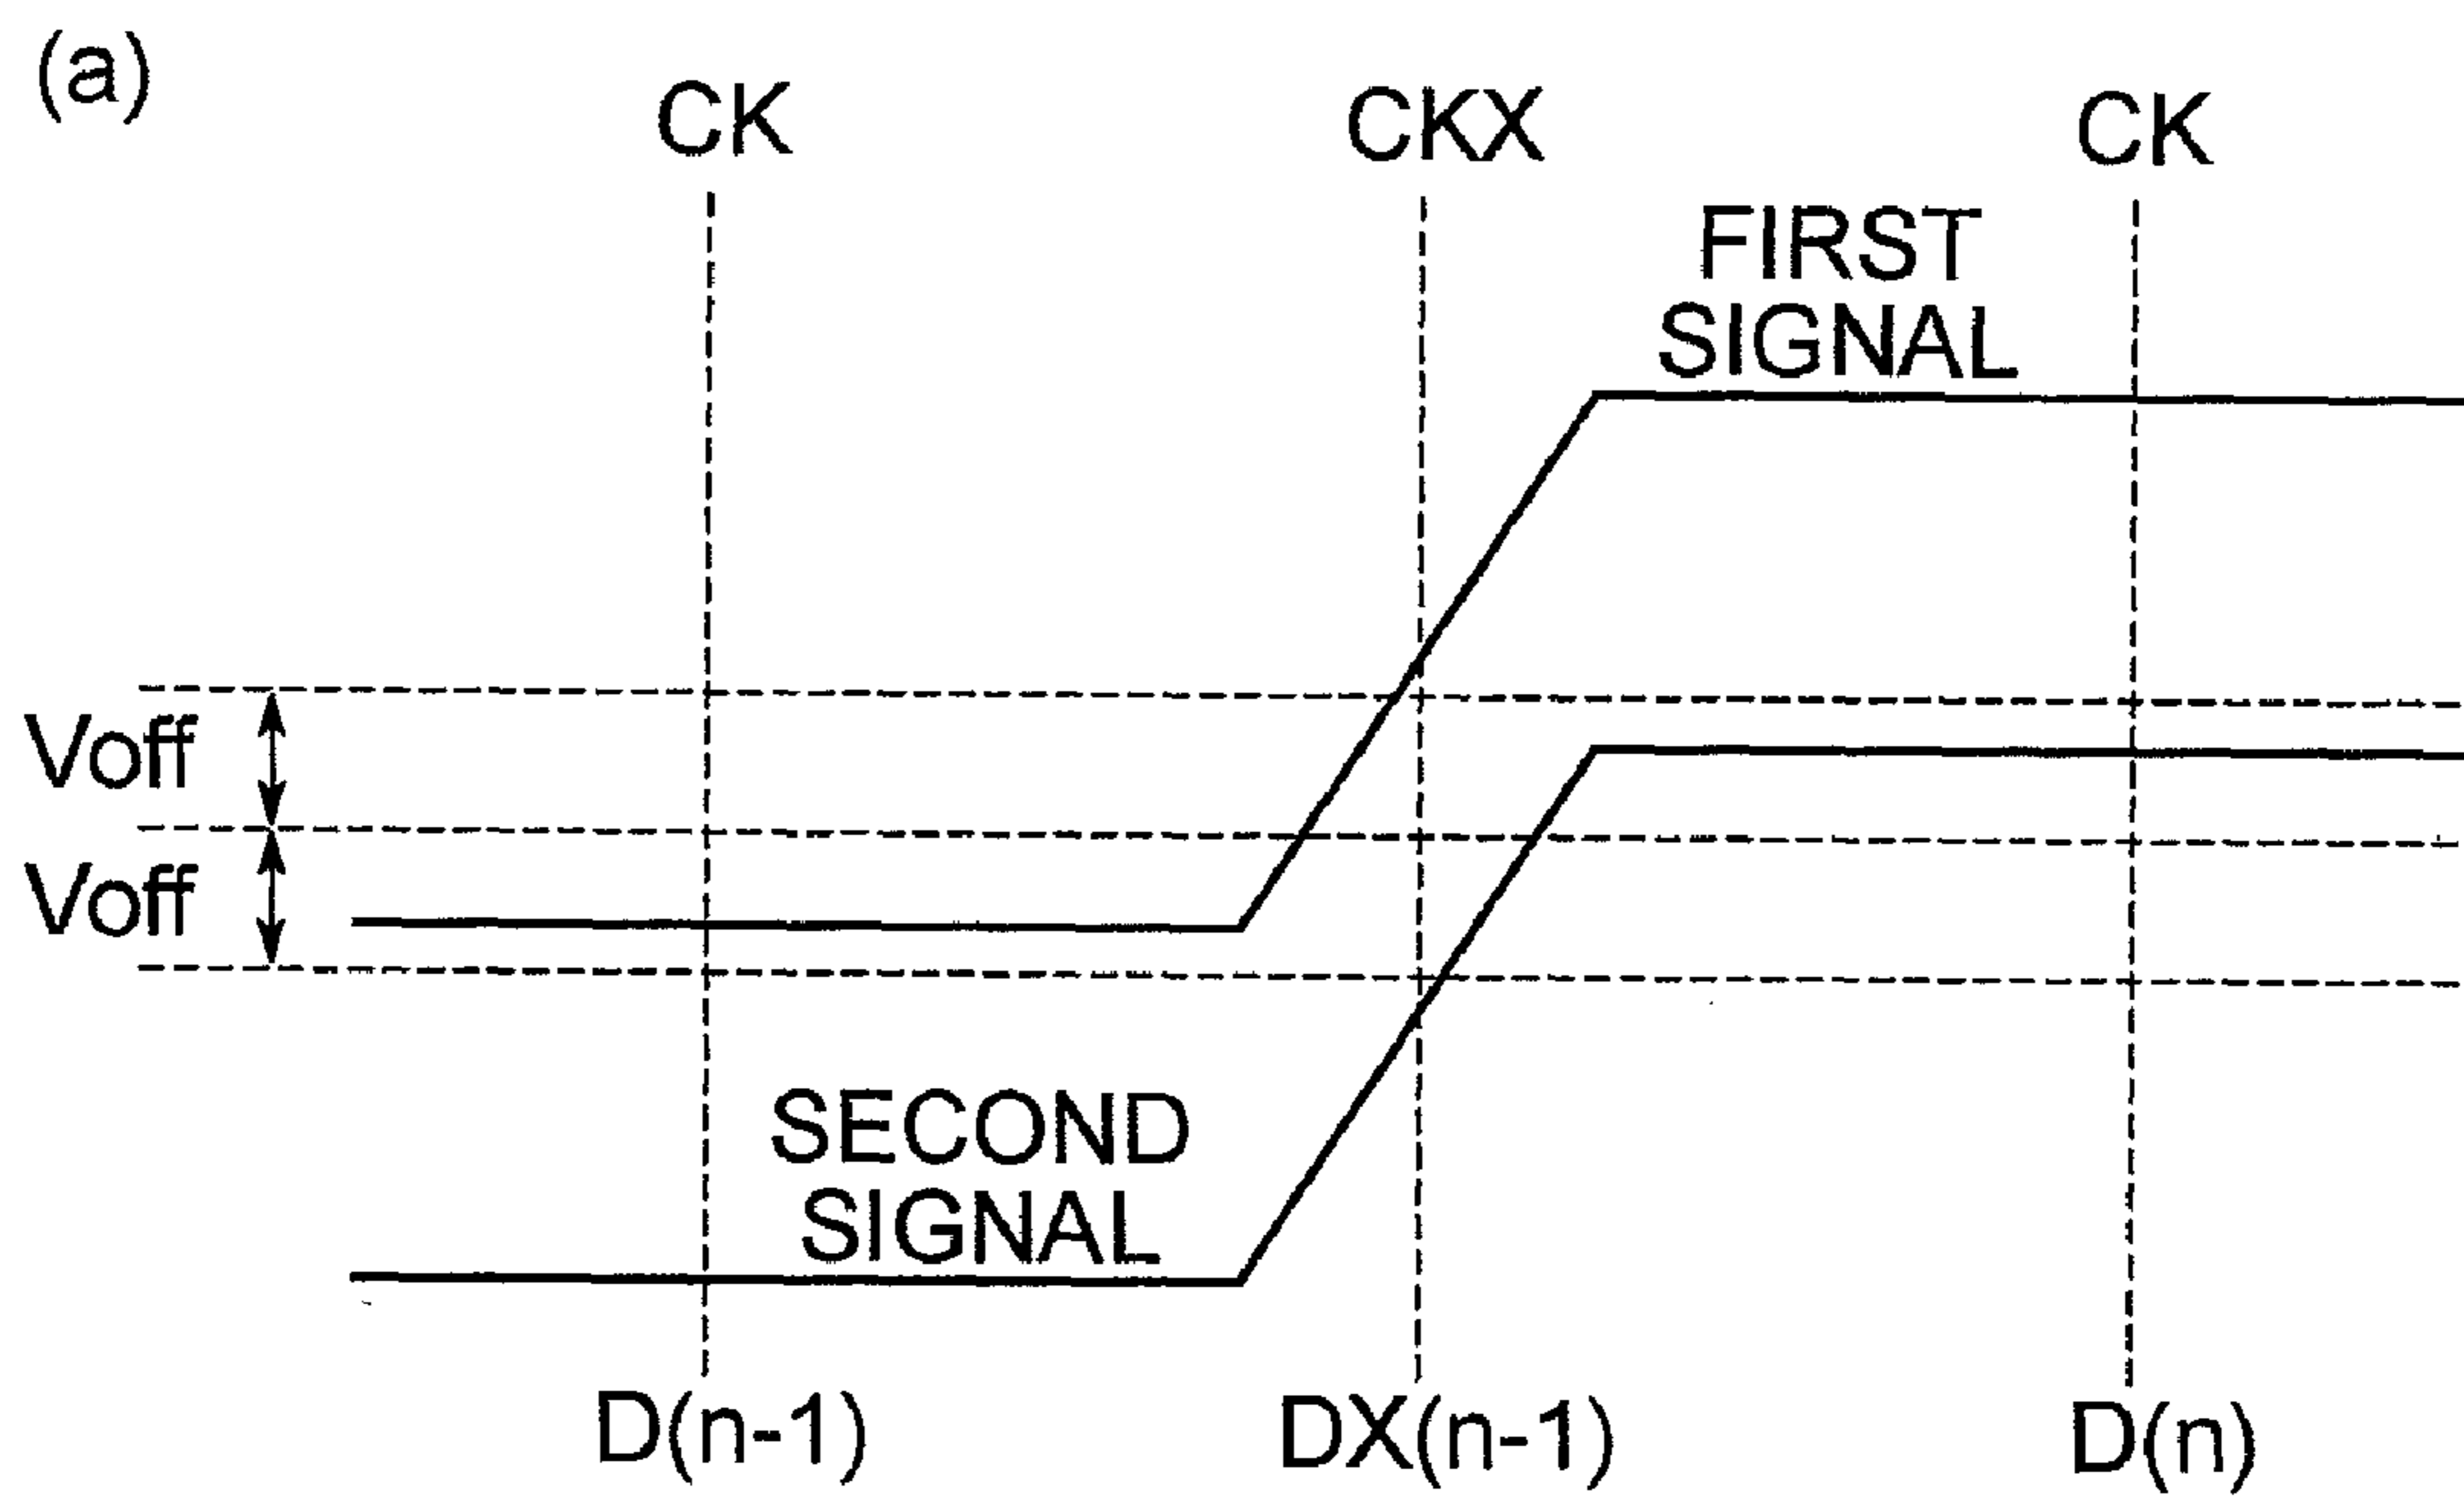 (a)
CK
CKX
CK
FIRST
SIGNAL
Voff
Voff
SECOND
SIGNAL
D(n-1)
DX(n-1)
D(n)